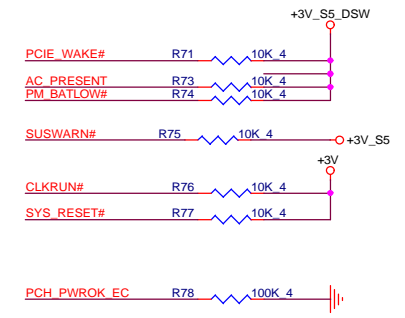 +3V_S5_DSW
PCIE_WAKE# R71 10K_4
AC_PRESENT R73 10K_4
PM_BATLOW# R74 10K_4
SUSWARN# R75 10K_4 +3V_S5
+3V
CLKRUN# R76 10K_4
SYS_RESET# R77 10K_4
PCH_PWROK_EC R78 100K_4